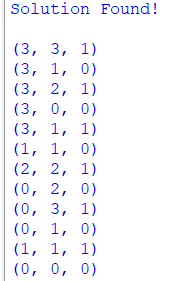 Solution Found!
(3, 3, 1)
(3, 1, 0)
(3, 2, 1)
(3, 0, 0)
(3, 1, 1)
(1, 1, 0)
(2, 2, 1)
(0, 2, 0)
(0, 3, 1)
(0, 1, 0)
(1, 1, 1)
(0, 0, 0)